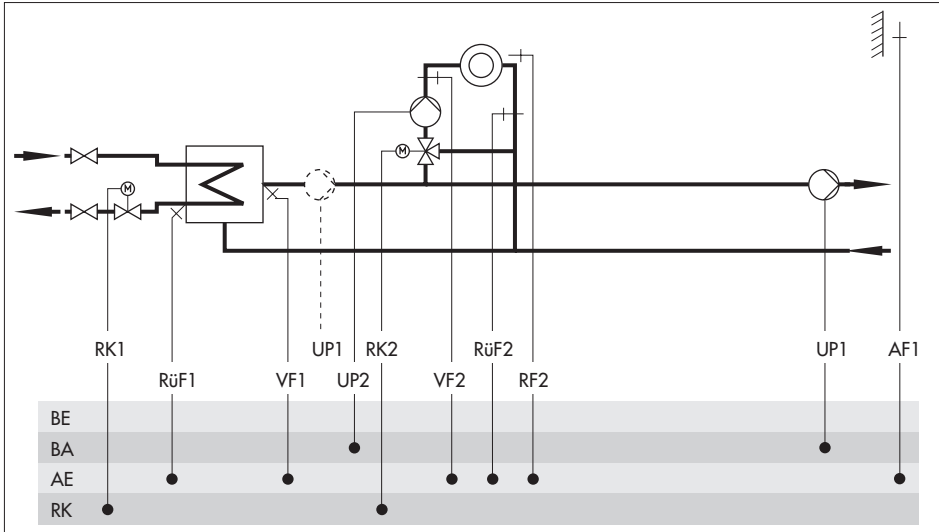 M
M
RK1 UP1 RK2 RüF2 UP1 AF1
RüF1 VF1 UP2 VF2 RF2
BE
BA
AE
RK